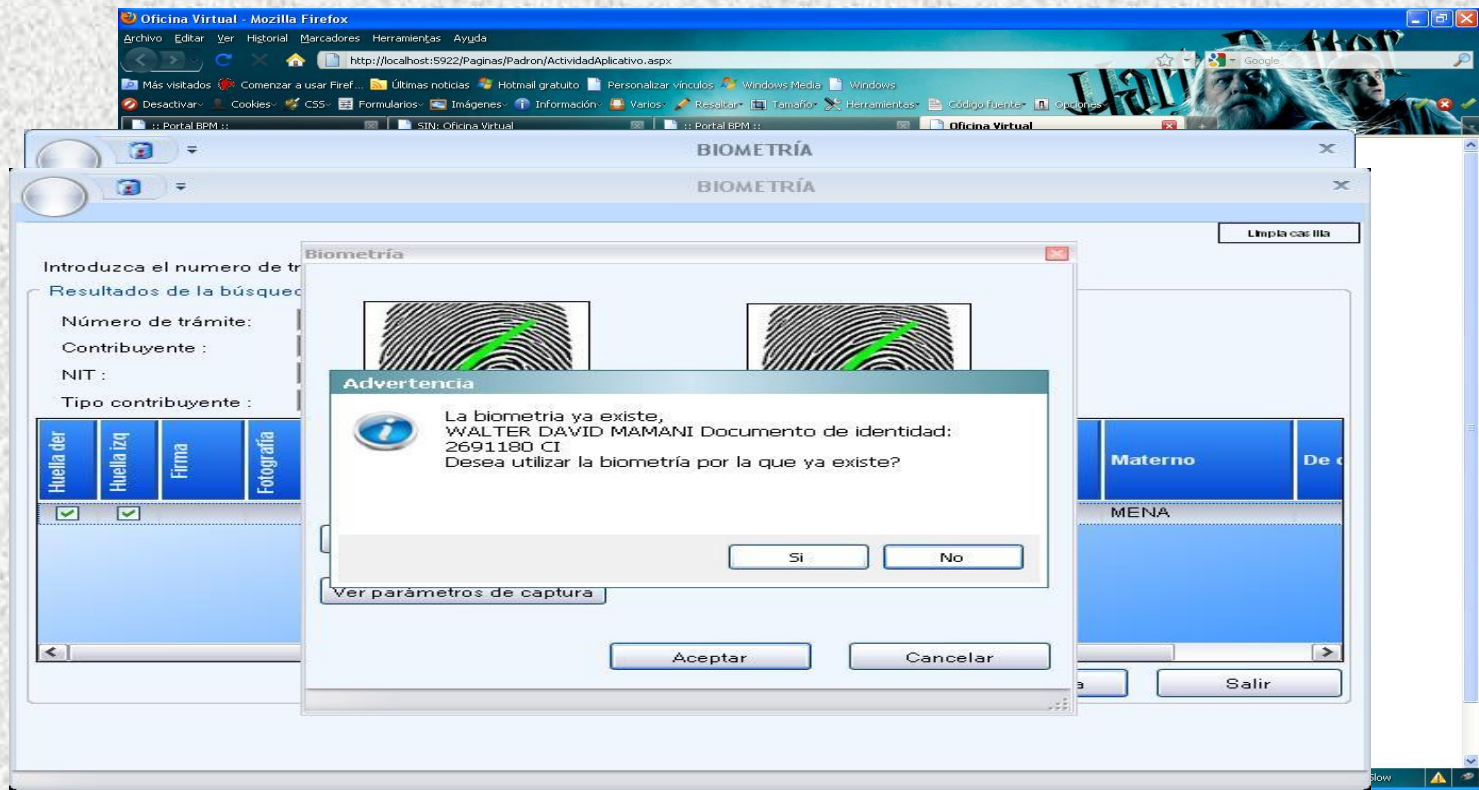 Oficina Virtual - Mozilla Firefox
Archivo Editar Ver Historial Marcadores Herramientas Ayuda
http://localhost:5922/Paginas/Padron/ActividadAplicativo.aspx
Google
Más visitados Comenzar a usar Firef... Últimas noticias Hotmail gratuito Personalizar vínculos Windows Media Windows
Desactivar Cookies CSS Formularios Imágenes Información Varios Resaltar Tamaño Herramientas Código fuente Opciones
:: Portal BPM :: SIN: Oficina Virtual :: Portal BPM :: Oficina Virtual
BIOMETRÍA
BIOMETRÍA
Limpia casilla
Biometría
Introduzca el numero de tr
Resultados de la búsqued
Número de trámite:
Contribuyente :
NIT :
Tipo contribuyente :
Advertencia
La biometria ya existe,
WALTER DAVID MAMANI Documento de identidad:
2691180 CI
Desea utilizar la biometría por la que ya existe?
Si No
Huella der Huella izq Firma Fotografía Materno De
MENA
Ver parámetros de captura
Aceptar Cancelar
Salir